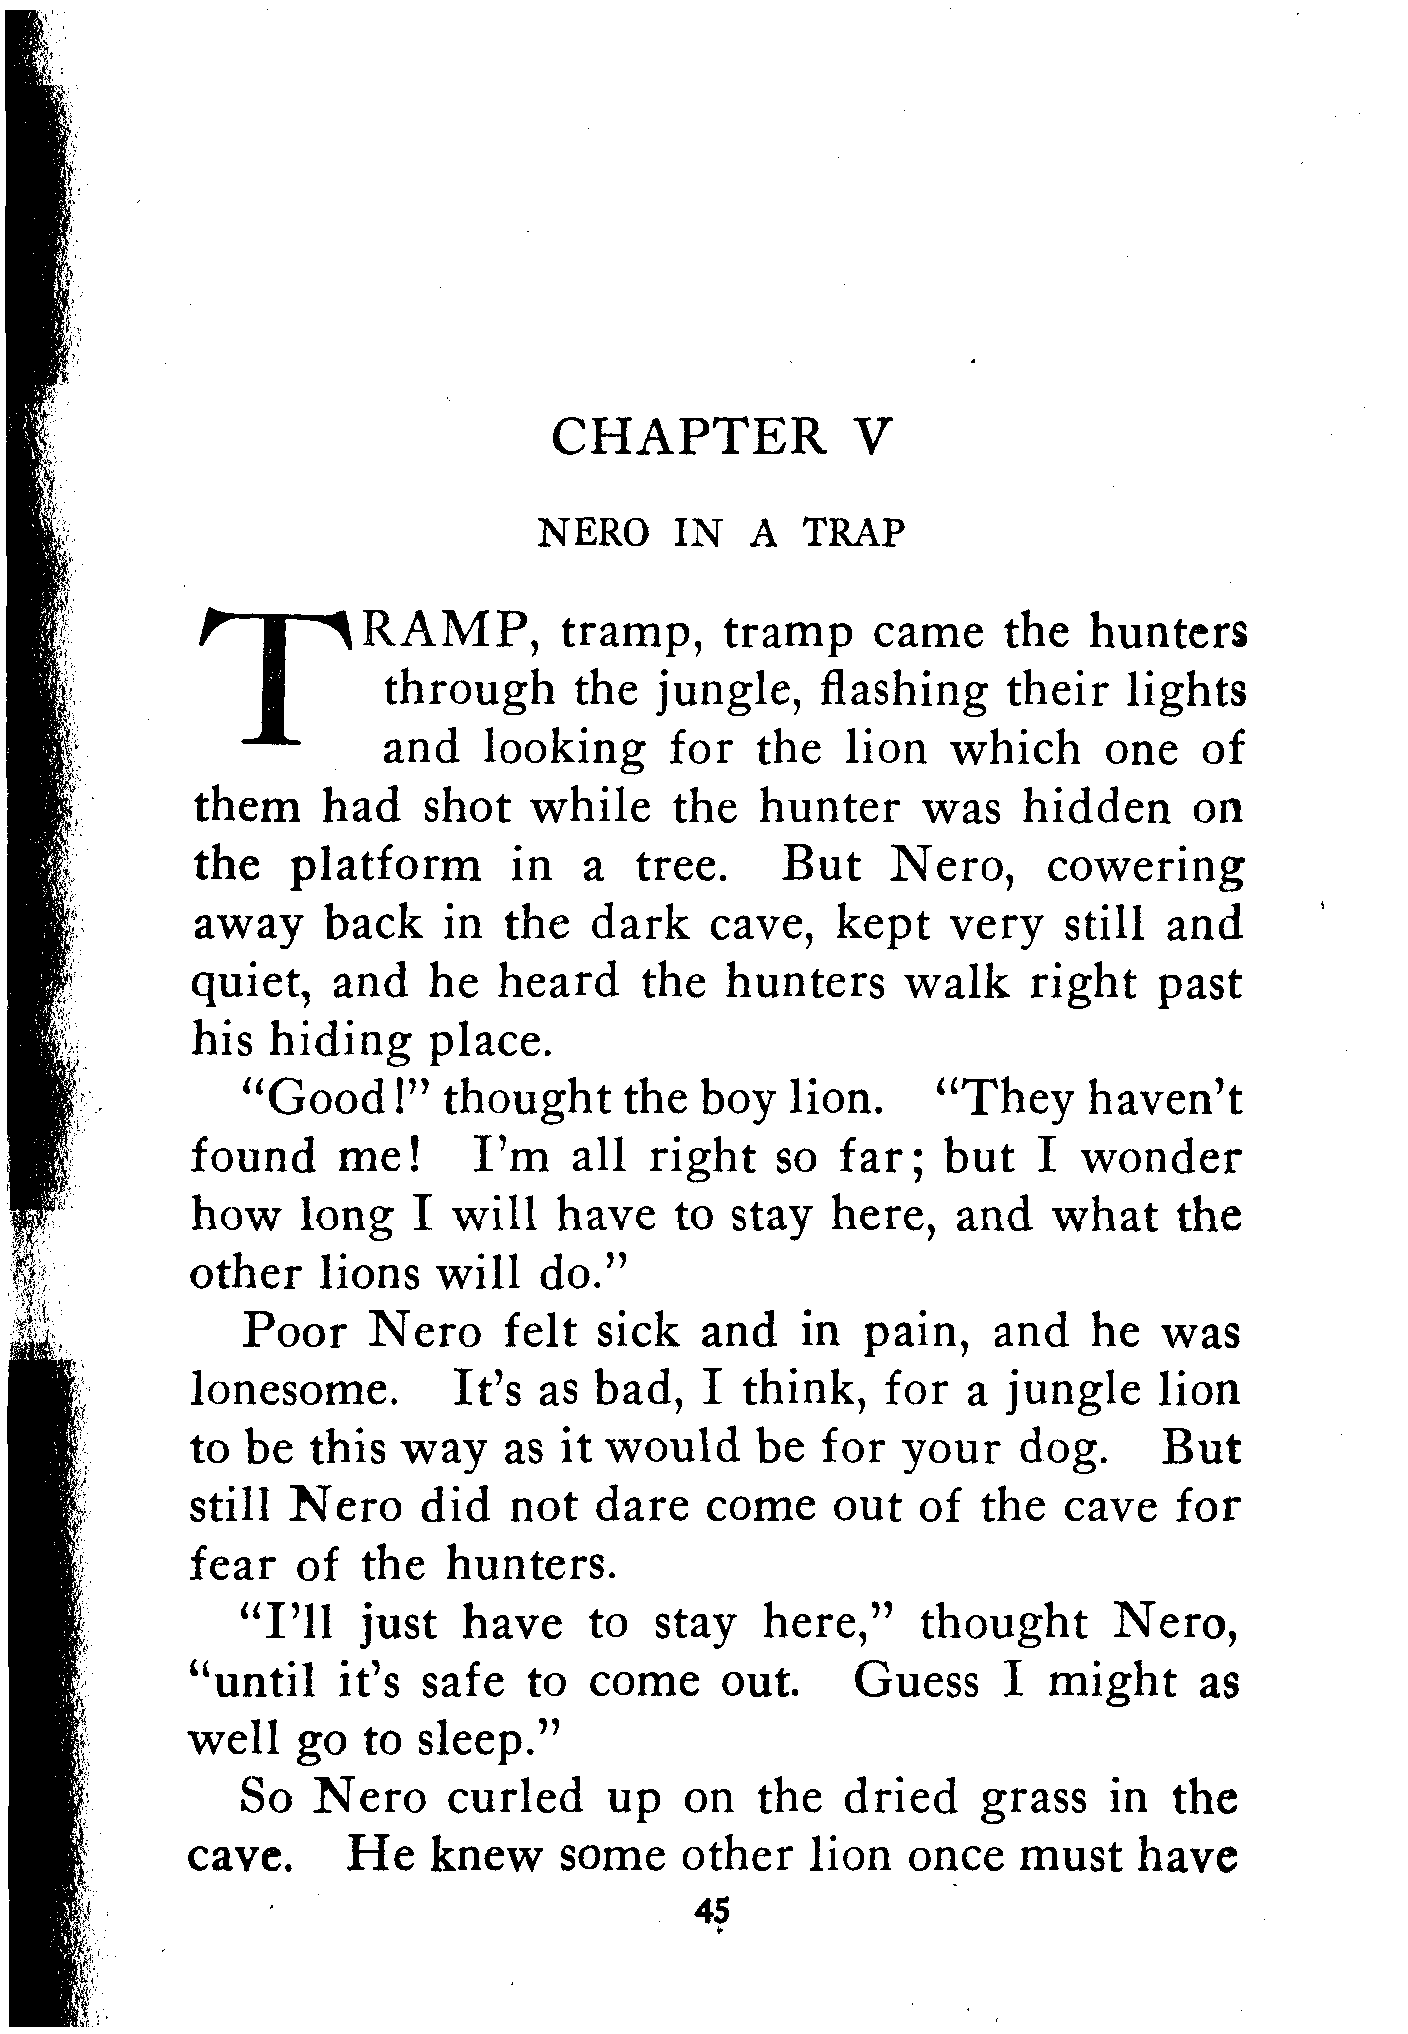 CHAPTER V
NERO IN A TRAP
TRAMP, tramp, tramp came the hunters
through the jungle, flashing their lights
and looking for the lion which one of
them had shot while the hunter was hidden on
the platform in a tree. But Nero, cowering
away back in the dark cave, kept very still and
quiet, and he heard the hunters walk right past
his hiding place.
“Good!” thought the boy lion. “They haven’t
found me! I’m all right so far; but I wonder
how long I will have to stay here, and what the
other lions will do.”
Poor Nero felt sick and in pain, and he was
lonesome. It’s as bad, I think, for a jungle lion
to be this way as it would be for your dog. But
still Nero did not dare come out of the cave for
fear of the hunters.
“I’ll just have to stay here,” thought Nero,
“until it’s safe to come out. Guess I might as
well go to sleep.”
So Nero curled up on the dried grass in the
cave. He knew some other lion once must have
45